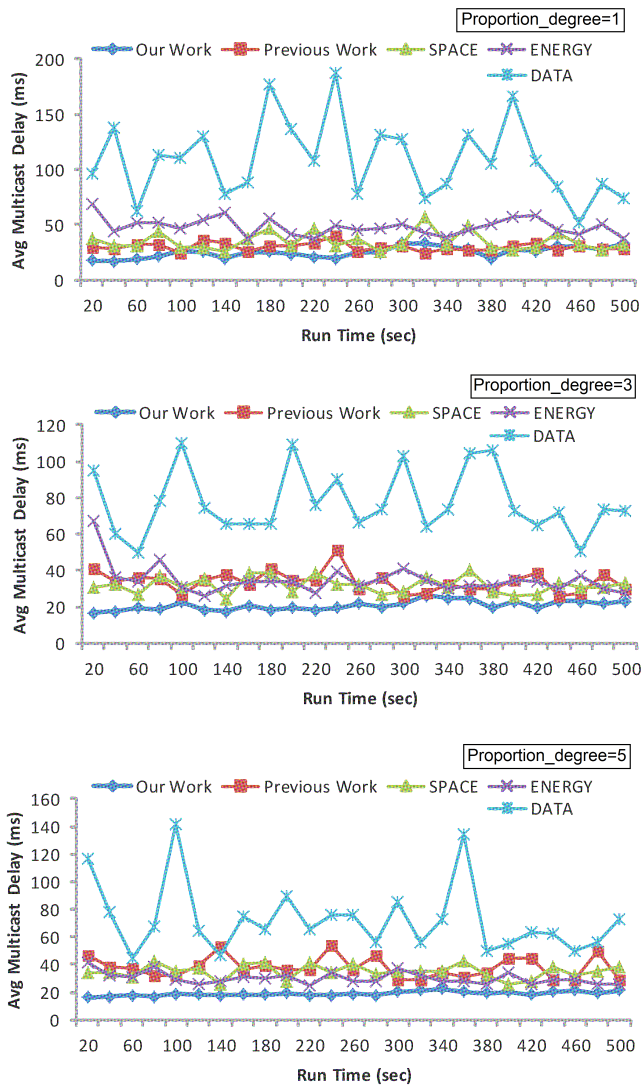 Proportion_degree=1
Our Work Previous Work SPACE ENERGY
DATA
Avg Multicast Delay (ms)
200
150
100
50
0
20 60 100 140 180 220 260 300 340 380 420 460 500
Run Time (sec)
Proportion_degree=3
Our Work Previous Work SPACE ENERGY
DATA
Avg Multicast Delay (ms)
120
100
80
60
40
20
0
20 60 100 140 180 220 260 300 340 380 420 460 500
Run Time (sec)
Proportion_degree=5
Our Work Previous Work SPACE ENERGY
DATA
Avg Multicast Delay (ms)
160
140
120
100
80
60
40
20
0
20 60 100 140 180 220 260 300 340 380 420 460 500
Run Time (sec)